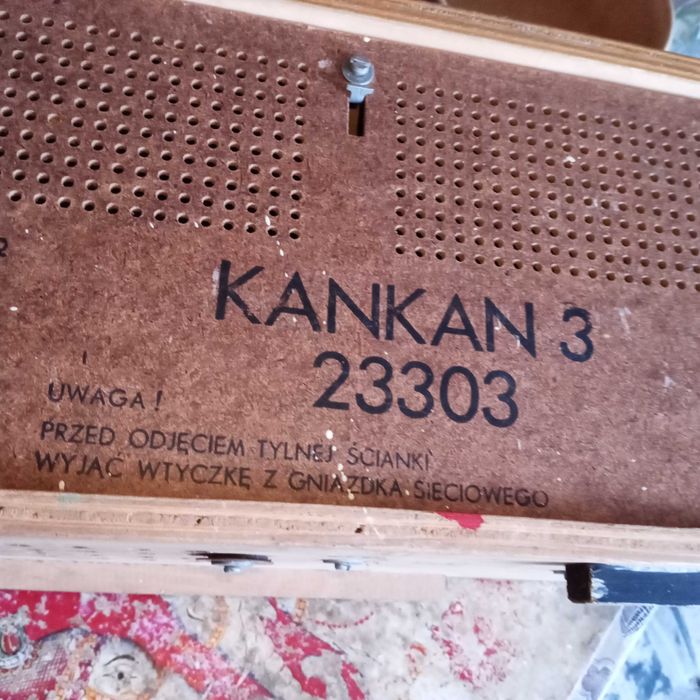 KANKAN 3
23303
UWAGA !
PRZED ODJĘCIEM TYLNEJ ŚCIANKI
WYJĄĆ WTYCZKĘ Z GNIAZDKA SIECIOWEGO